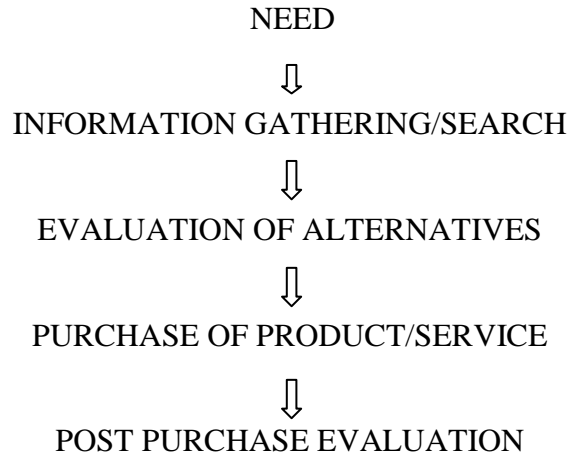 NEED
INFORMATION GATHERING/SEARCH
EVALUATION OF ALTERNATIVES
PURCHASE OF PRODUCT/SERVICE
POST PURCHASE EVALUATION